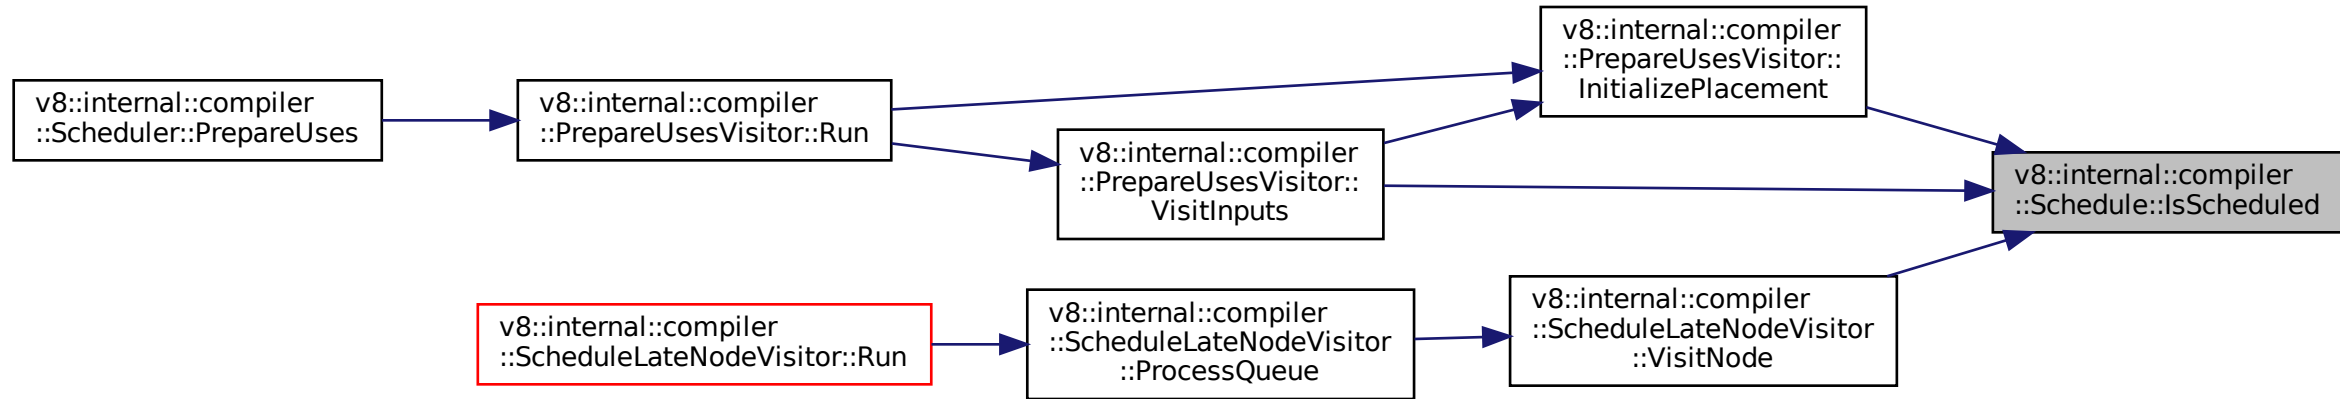 v8::internal::compiler
::Scheduler::PrepareUses
v8::internal::compiler
::PrepareUsesVisitor::Run
v8::internal::compiler
::PrepareUsesVisitor::
VisitInputs
v8::internal::compiler
::PrepareUsesVisitor::
InitializePlacement
v8::internal::compiler
::Schedule::IsScheduled
v8::internal::compiler
::ScheduleLateNodeVisitor::Run
v8::internal::compiler
::ScheduleLateNodeVisitor
::ProcessQueue
v8::internal::compiler
::ScheduleLateNodeVisitor
::VisitNode